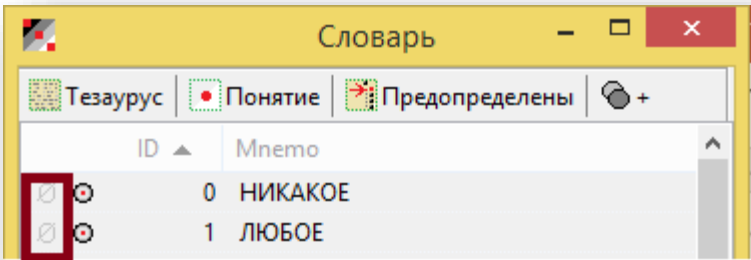 Словарь
Тезаурус Понятие Предопределены +
ID Mnemo
0 НИКАКОЕ
1 ЛЮБОЕ